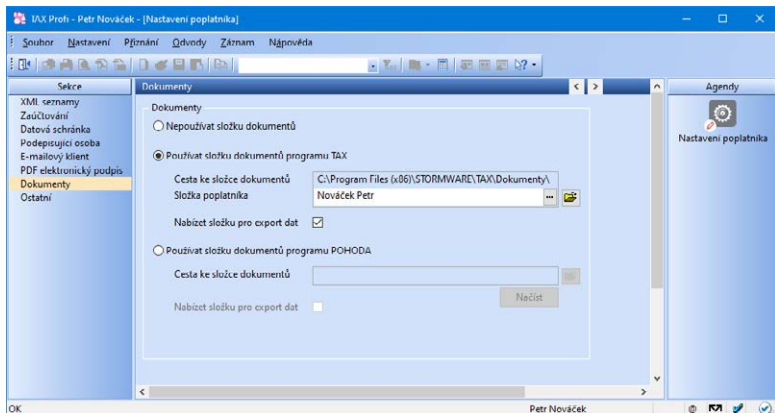 TAX Profi - Petr Nováček - [Nastavení poplatníka]
Soubor Nastavení Přiznání Odvody Záznam Nápověda
Sekce
XML seznamy
Zaúčtování
Datová schránka
Podepisující osoba
E-mailový klient
PDF elektronický podpis
Dokumenty
Ostatní
Dokumenty
Dokumenty
Nepoužívat složku dokumentů
Používat složku dokumentů programu TAX
Cesta ke složce dokumentů C:\Program Files (x86)\STORMWARE\TAX\Dokumenty\
Složka poplatníka Nováček Petr
Nabízet složku pro export dat
Používat složku dokumentů programu POHODA
Cesta ke složce dokumentů
Načíst
Nabízet složku pro export dat
Agendy
Nastavení poplatníka
OK Petr Nováček